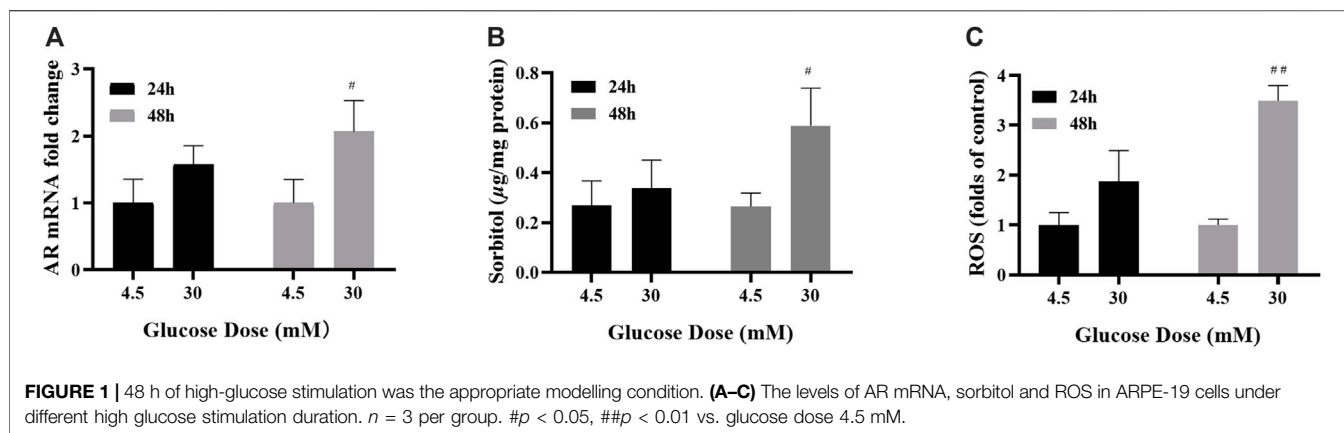 A
AR mRNA fold change
3
2
1
0
24h
48h
#
4.5
30
4.5
30
Glucose Dose (mM）
B
Sorbitol (µg/mg protein)
0.8
0.6
0.4
0.2
0.0
24h
48h
#
4.5
30
4.5
30
Glucose Dose (mM)
C
ROS (folds of control)
5
4
3
2
1
0
24h
48h
##
4.5
30
4.5
30
Glucose Dose (mM)
FIGURE 1 | 48 h of high-glucose stimulation was the appropriate modelling condition. (A–C) The levels of AR mRNA, sorbitol and ROS in ARPE-19 cells under
different high glucose stimulation duration. n = 3 per group. #p < 0.05, ##p < 0.01 vs. glucose dose 4.5 mM.